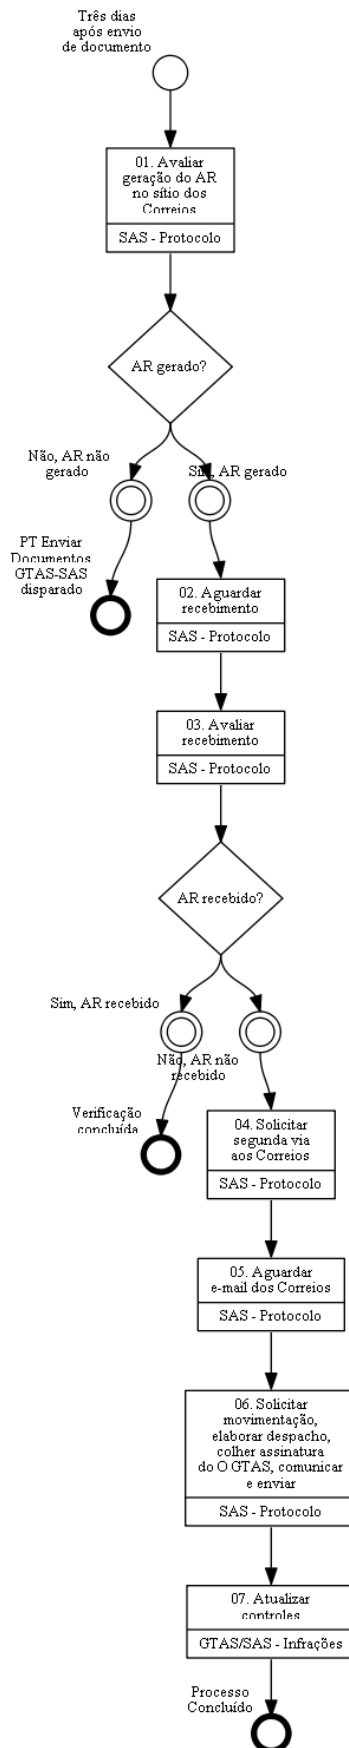 Três dias
após envio
de documento
01. Avaliar
geração do AR
no sítio dos
Correios
SAS - Protocolo
AR gerado?
Não, AR não
gerado
Sim, AR gerado
PT Enviar
Documentos
GTAS-SAS
disparado
02. Aguardar
recebimento
SAS - Protocolo
03. Avaliar
recebimento
SAS - Protocolo
AR recebido?
Sim, AR recebido
Não, AR não
recebido
Verificação
concluída
04. Solicitar
segunda via
aos Correios
SAS - Protocolo
05. Aguardar
e-mail dos Correios
SAS - Protocolo
06. Solicitar
movimentação,
elaborar despacho,
colher assinatura
do O GTAS, comunicar
e enviar
SAS - Protocolo
07. Atualizar
controles
GTAS/SAS - Infrações
Processo
Concluído